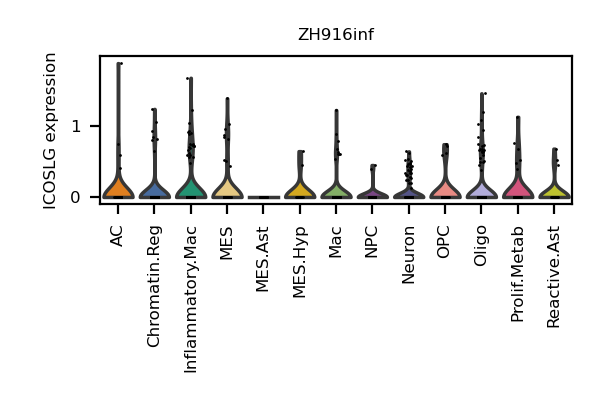 ZH916inf
ICOSLG expression
1
0
AC
Chromatin.Reg
Inflammatory.Mac
MES
MES.Ast
MES.Hyp
Mac
NPC
Neuron
OPC
Oligo
Prolif.Metab
Reactive.Ast